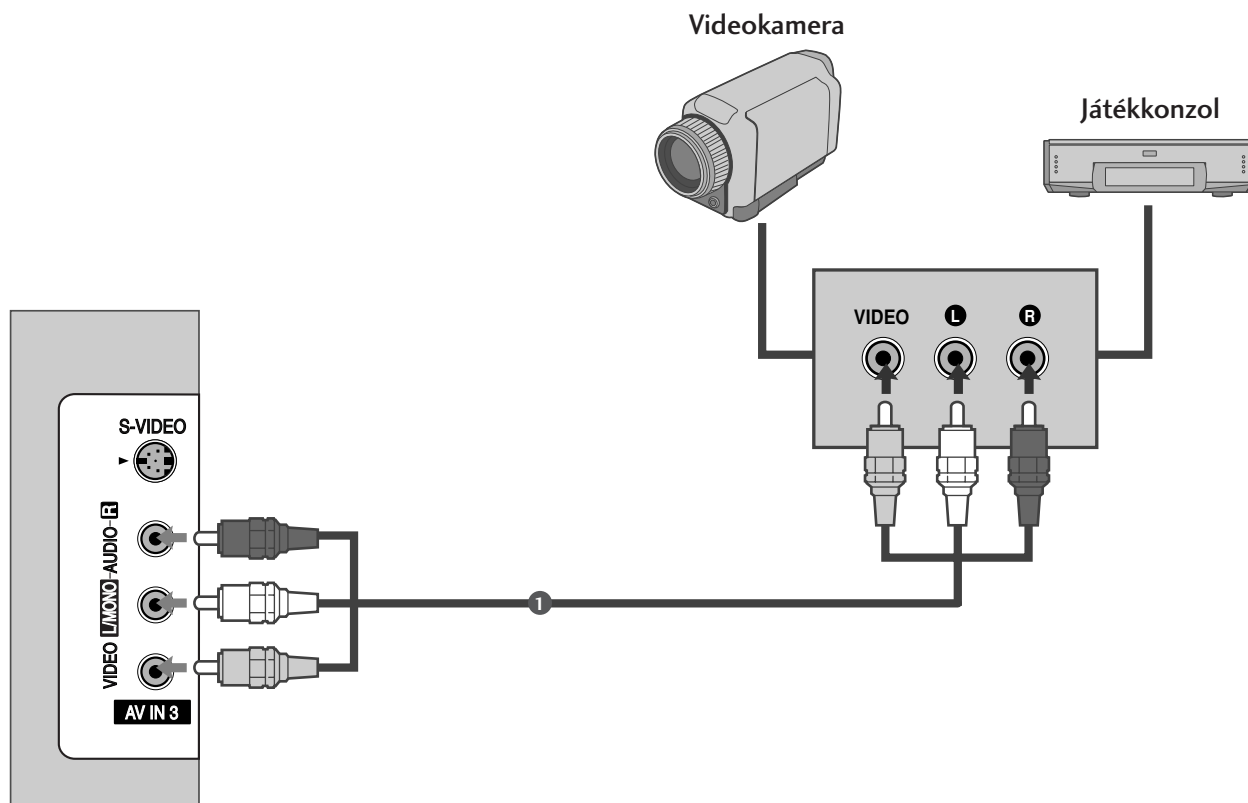 Videokamera
Játékkonzol
VIDEO L R
S-VIDEO
VIDEO L/MONO-AUDIO-R
1
AV IN 3